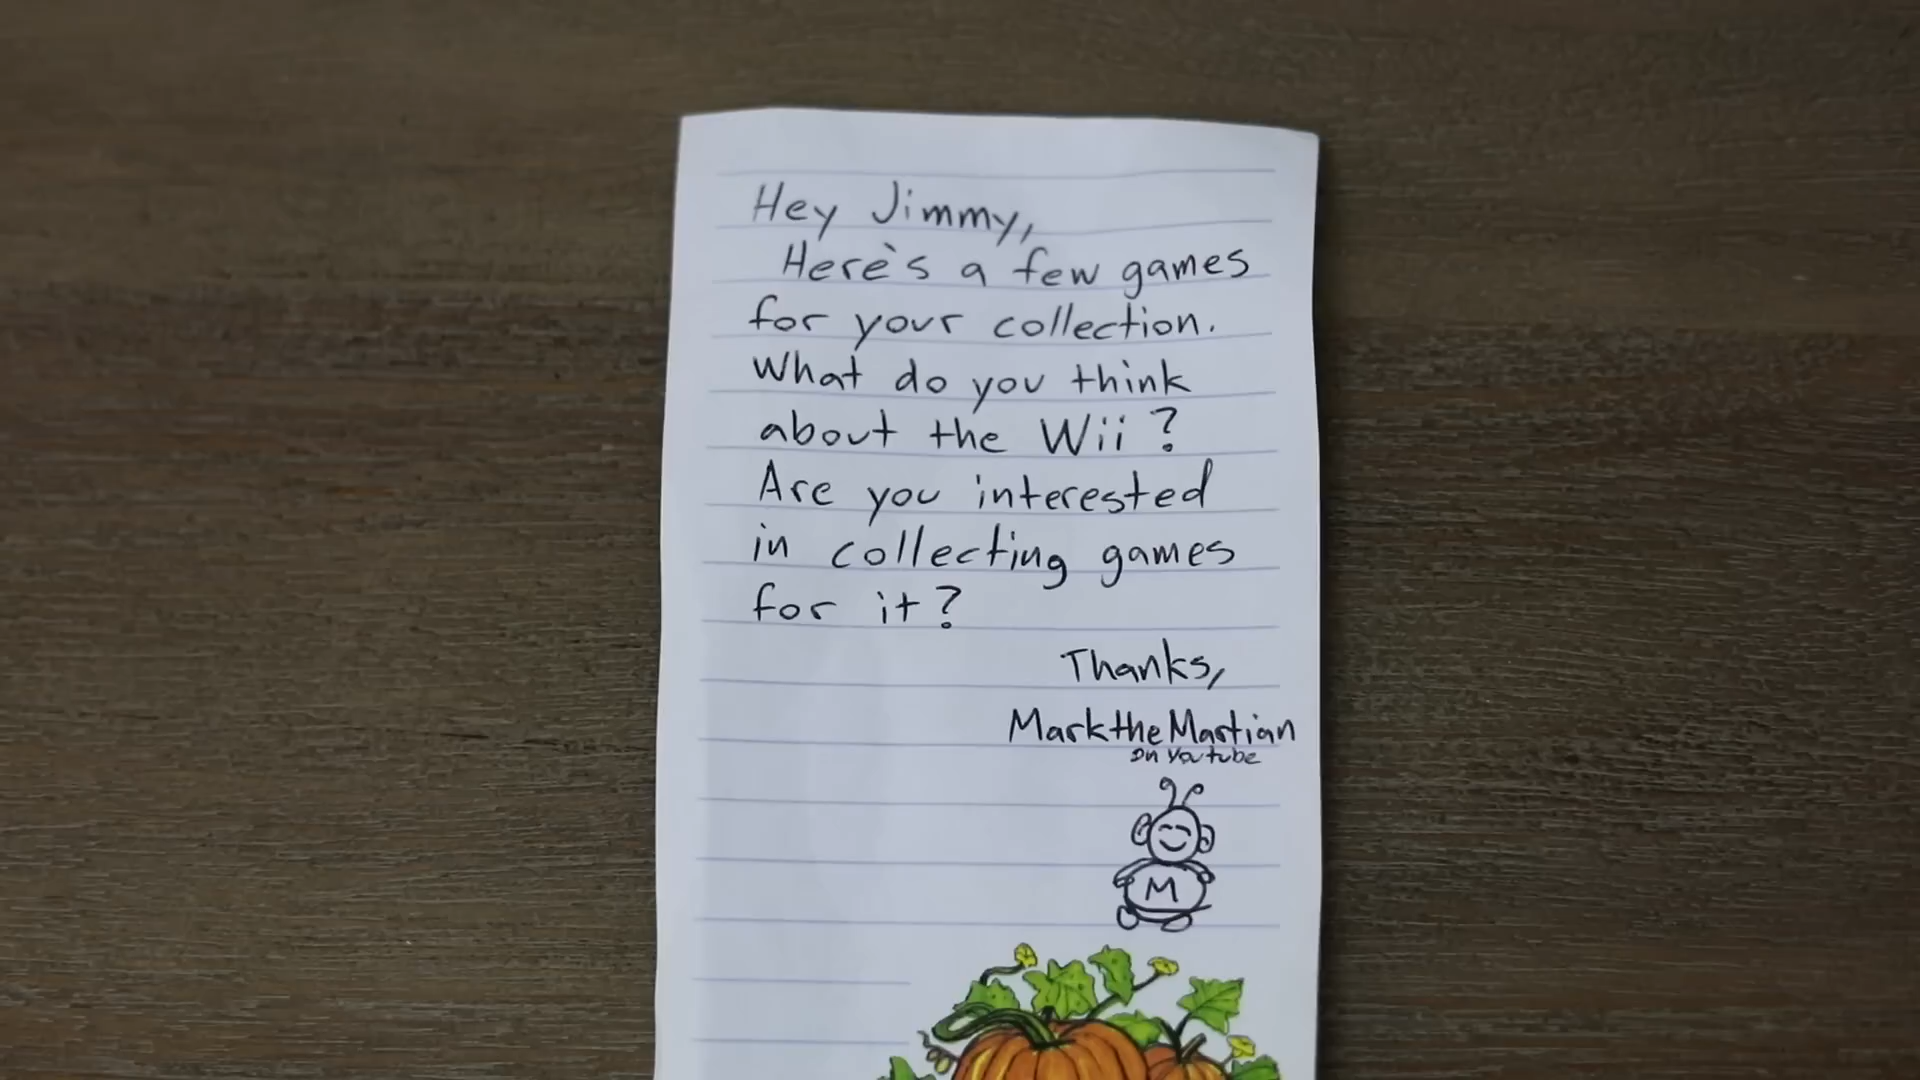 Hey Jimmy,
Here's a few games
for your collection.
What do you think
about the Wii?
Are you interested
in collecting games
for it?
Thanks,
MarktheMartian
on Youtube
M